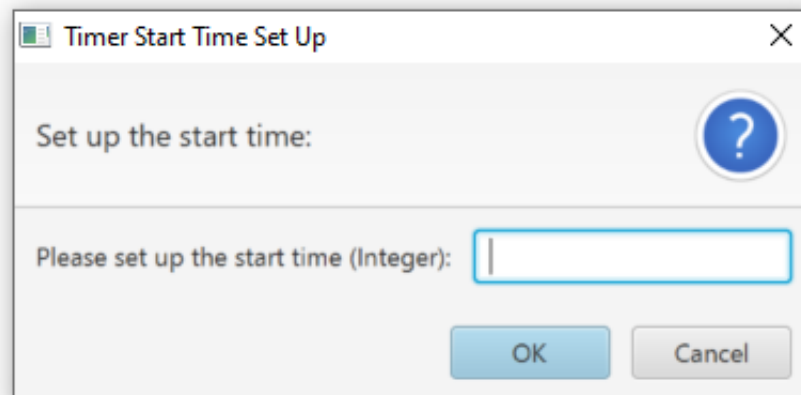 Timer Start Time Set Up
Set up the start time:
?
Please set up the start time (Integer):
OK Cancel